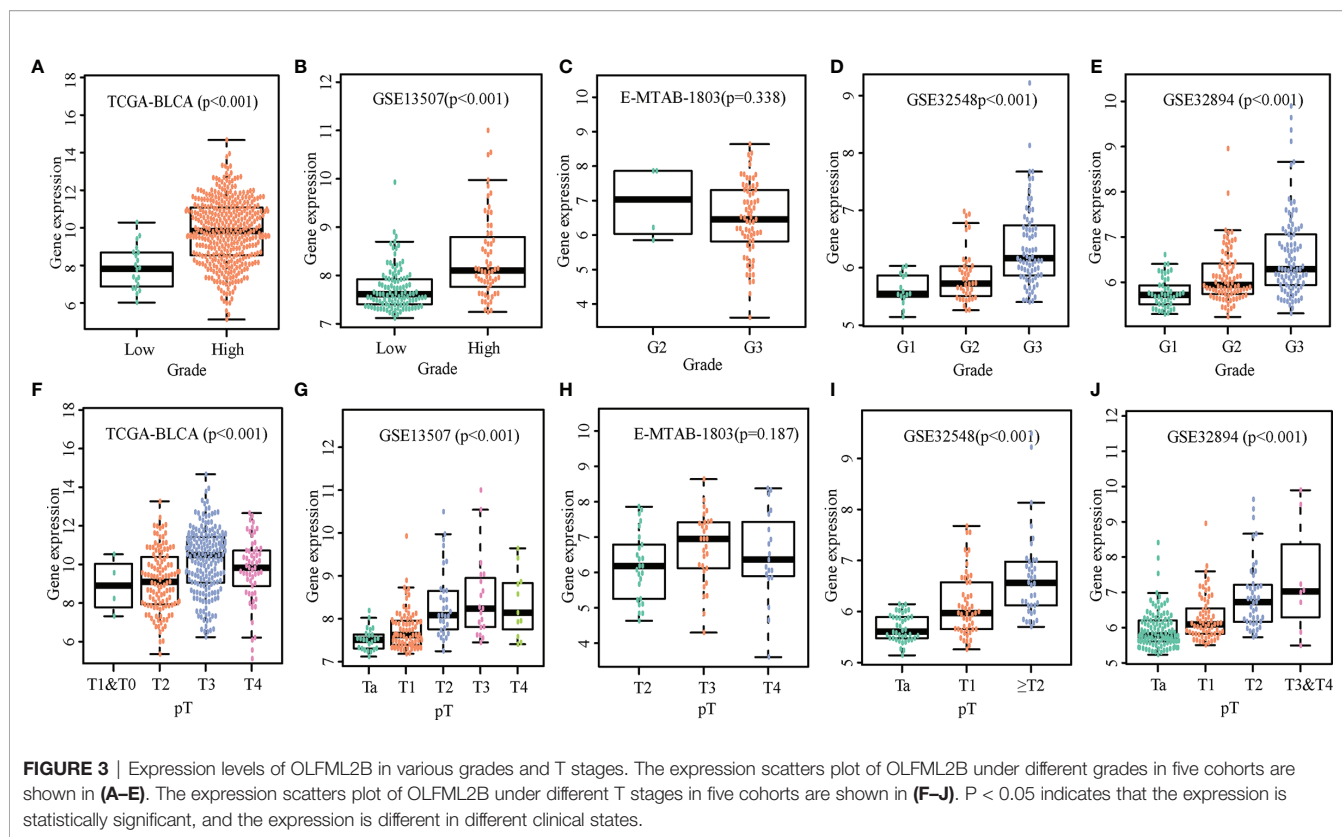 A
TCGA-BLCA (p<0.001)
Gene expression
18
16
14
12
10
8
6
Low High
Grade
B
GSE13507(p<0.001)
Gene expression
12
11
10
9
8
7
Low High
Grade
C
E-MTAB-1803(p=0.338)
Gene expression
10
9
8
7
6
5
4
G2 G3
Grade
D
GSE32548p<0.001)
Gene expression
9
8
7
6
5
G1 G2 G3
Grade
E
GSE32894 (p<0.001)
Gene expression
10
9
8
7
6
G1 G2 G3
Grade
F
TCGA-BLCA (p<0.001)
Gene expression
18
16
14
12
10
8
6
T1&T0 T2 T3 T4
pT
G
GSE13507 (p<0.001)
Gene expression
12
11
10
9
8
7
Ta T1 T2 T3 T4
pT
H
E-MTAB-1803(p=0.187)
Gene expression
10
9
8
7
6
5
4
T2 T3 T4
pT
I
GSE32548(p<0.001)
Gene expression
9
8
7
6
5
Ta T1 ≥T2
pT
J
GSE32894 (p<0.001)
Gene expression
12
11
10
9
8
7
6
5
Ta T1 T2 T3&T4
pT
FIGURE 3 | Expression levels of OLFML2B in various grades and T stages. The expression scatters plot of OLFML2B under different grades in five cohorts are
shown in (A–E). The expression scatters plot of OLFML2B under different T stages in five cohorts are shown in (F–J). P < 0.05 indicates that the expression is
statistically significant, and the expression is different in different clinical states.